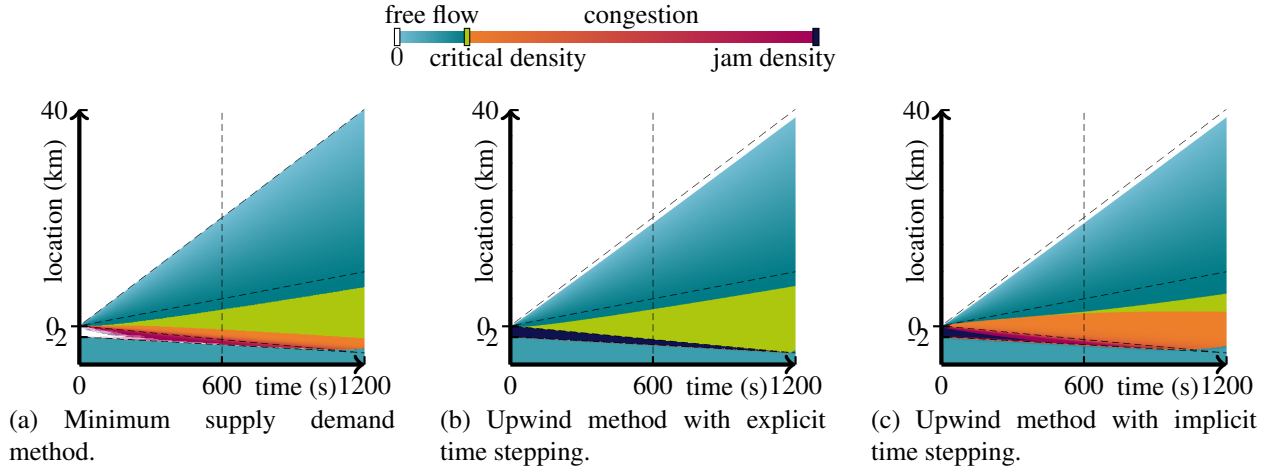 free flow congestion
0 critical density jam density
40
location (km)
0
-2
0 600 time (s) 1200
(a) Minimum supply demand
method.
40
location (km)
0
-2
0 600 time (s) 1200
(b) Upwind method with explicit
time stepping.
40
location (km)
0
-2
0 600 time (s) 1200
(c) Upwind method with implicit
time stepping.